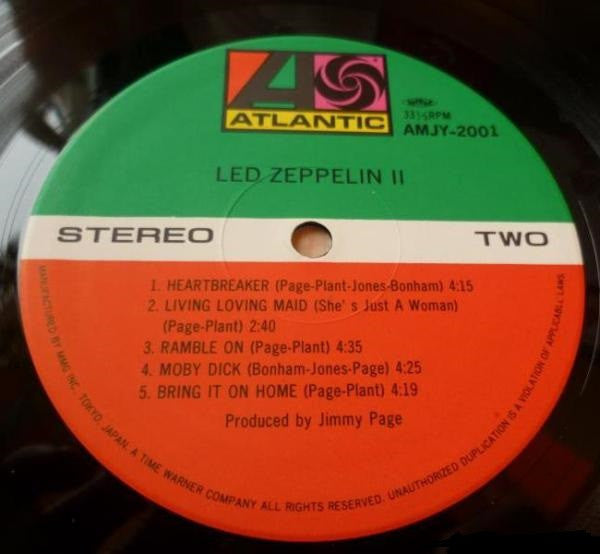 ATLANTIC
33⅓RPM
AMJY-2001
LED ZEPPELIN II
STEREO TWO
1. HEARTBREAKER (Page-Plant-Jones-Bonham) 4:15
2. LIVING LOVING MAID (She' s Just A Woman)
(Page-Plant) 2:40
3. RAMBLE ON (Page-Plant) 4:35
4. MOBY DICK (Bonham-Jones-Page) 4:25
5. BRING IT ON HOME (Page-Plant) 4:19
Produced by Jimmy Page
MANUFACTURED BY MMG INC. TOKYO, JAPAN. A TIME WARNER COMPANY ALL RIGHTS RESERVED. UNAUTHORIZED DUPLICATION IS A VIOLATION OF APPLICABLE LAWS